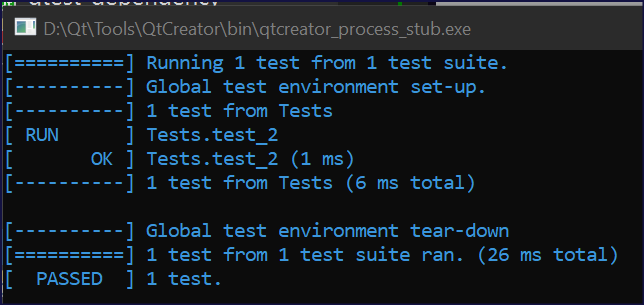 D:\Qt\Tools\QtCreator\bin\qtcreator_process_stub.exe
[==========] Running 1 test from 1 test suite.
[----------] Global test environment set-up.
[----------] 1 test from Tests
[ RUN      ] Tests.test_2
[       OK ] Tests.test_2 (1 ms)
[----------] 1 test from Tests (6 ms total)
[----------] Global test environment tear-down
[==========] 1 test from 1 test suite ran. (26 ms total)
[  PASSED  ] 1 test.